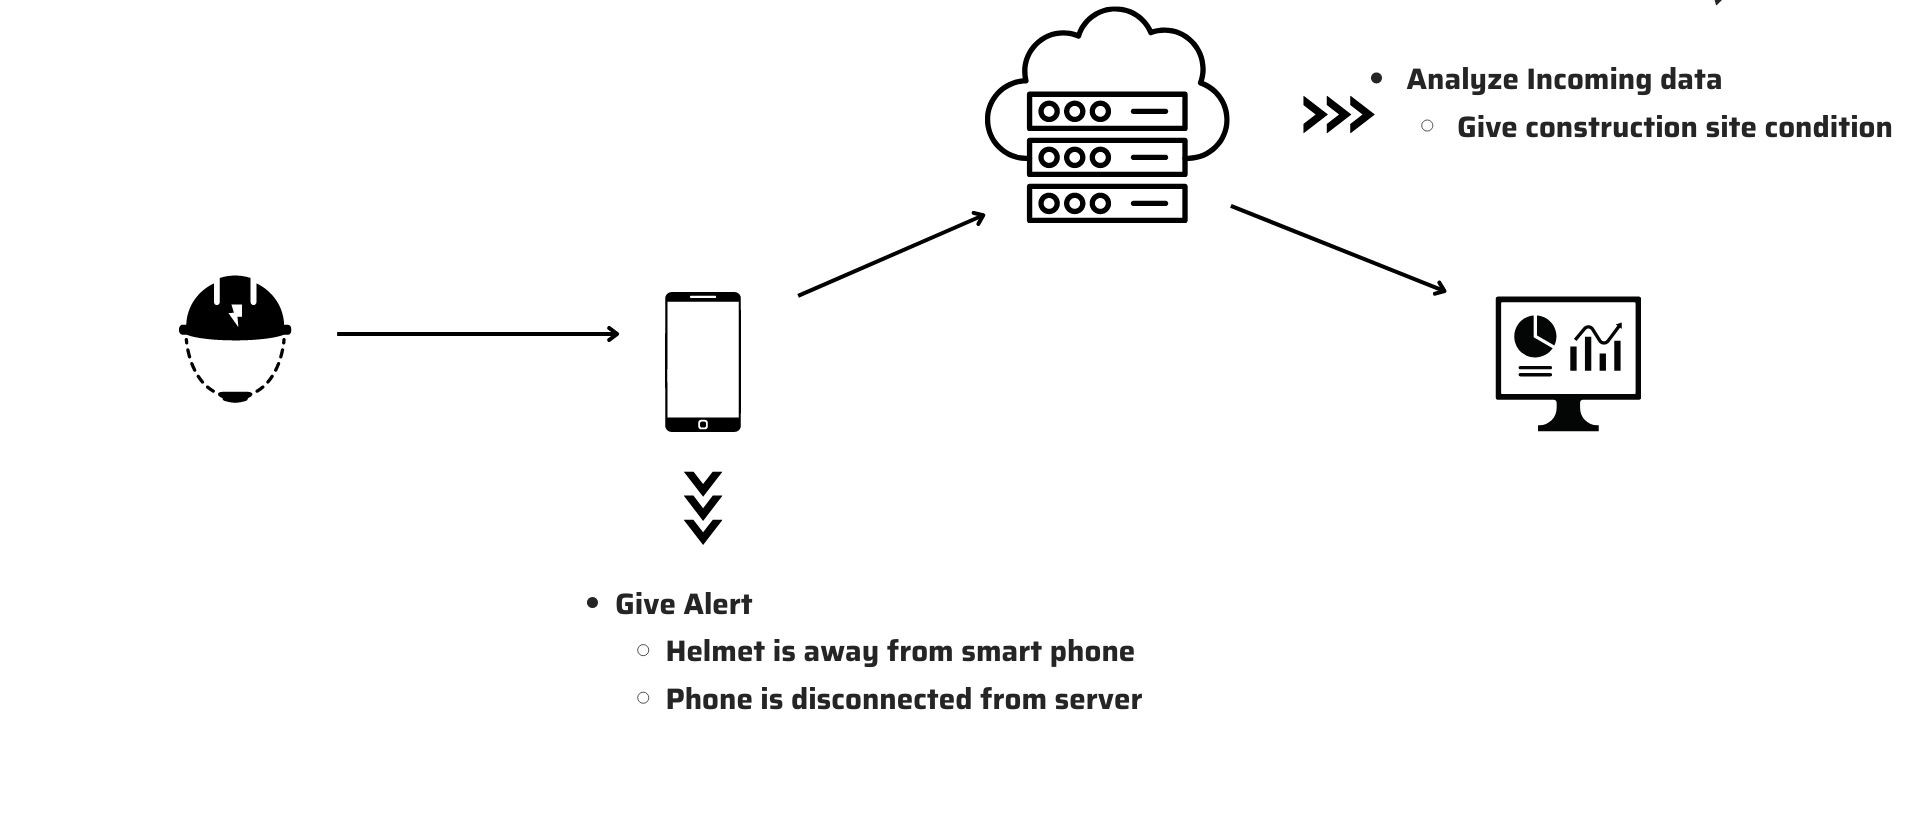 Analyze Incoming data
Give construction site condition
Give Alert
Helmet is away from smart phone
Phone is disconnected from server